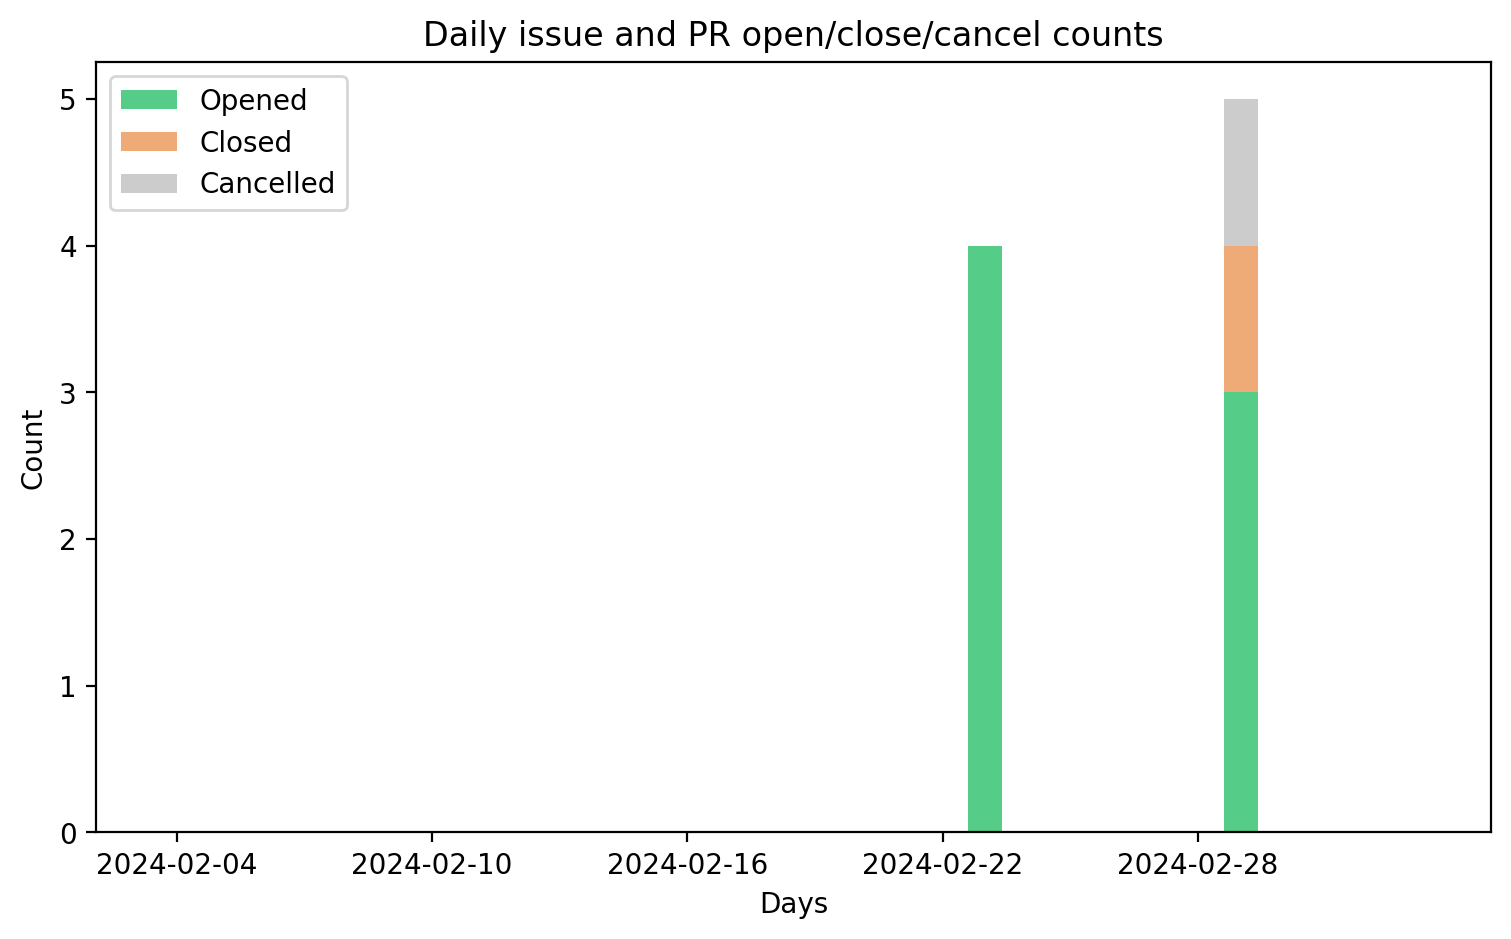 Daily issue and PR open/close/cancel counts
Opened
Closed
Cancelled
5
4
3
2
1
0
Count
2024-02-04 2024-02-10 2024-02-16 2024-02-22 2024-02-28
Days